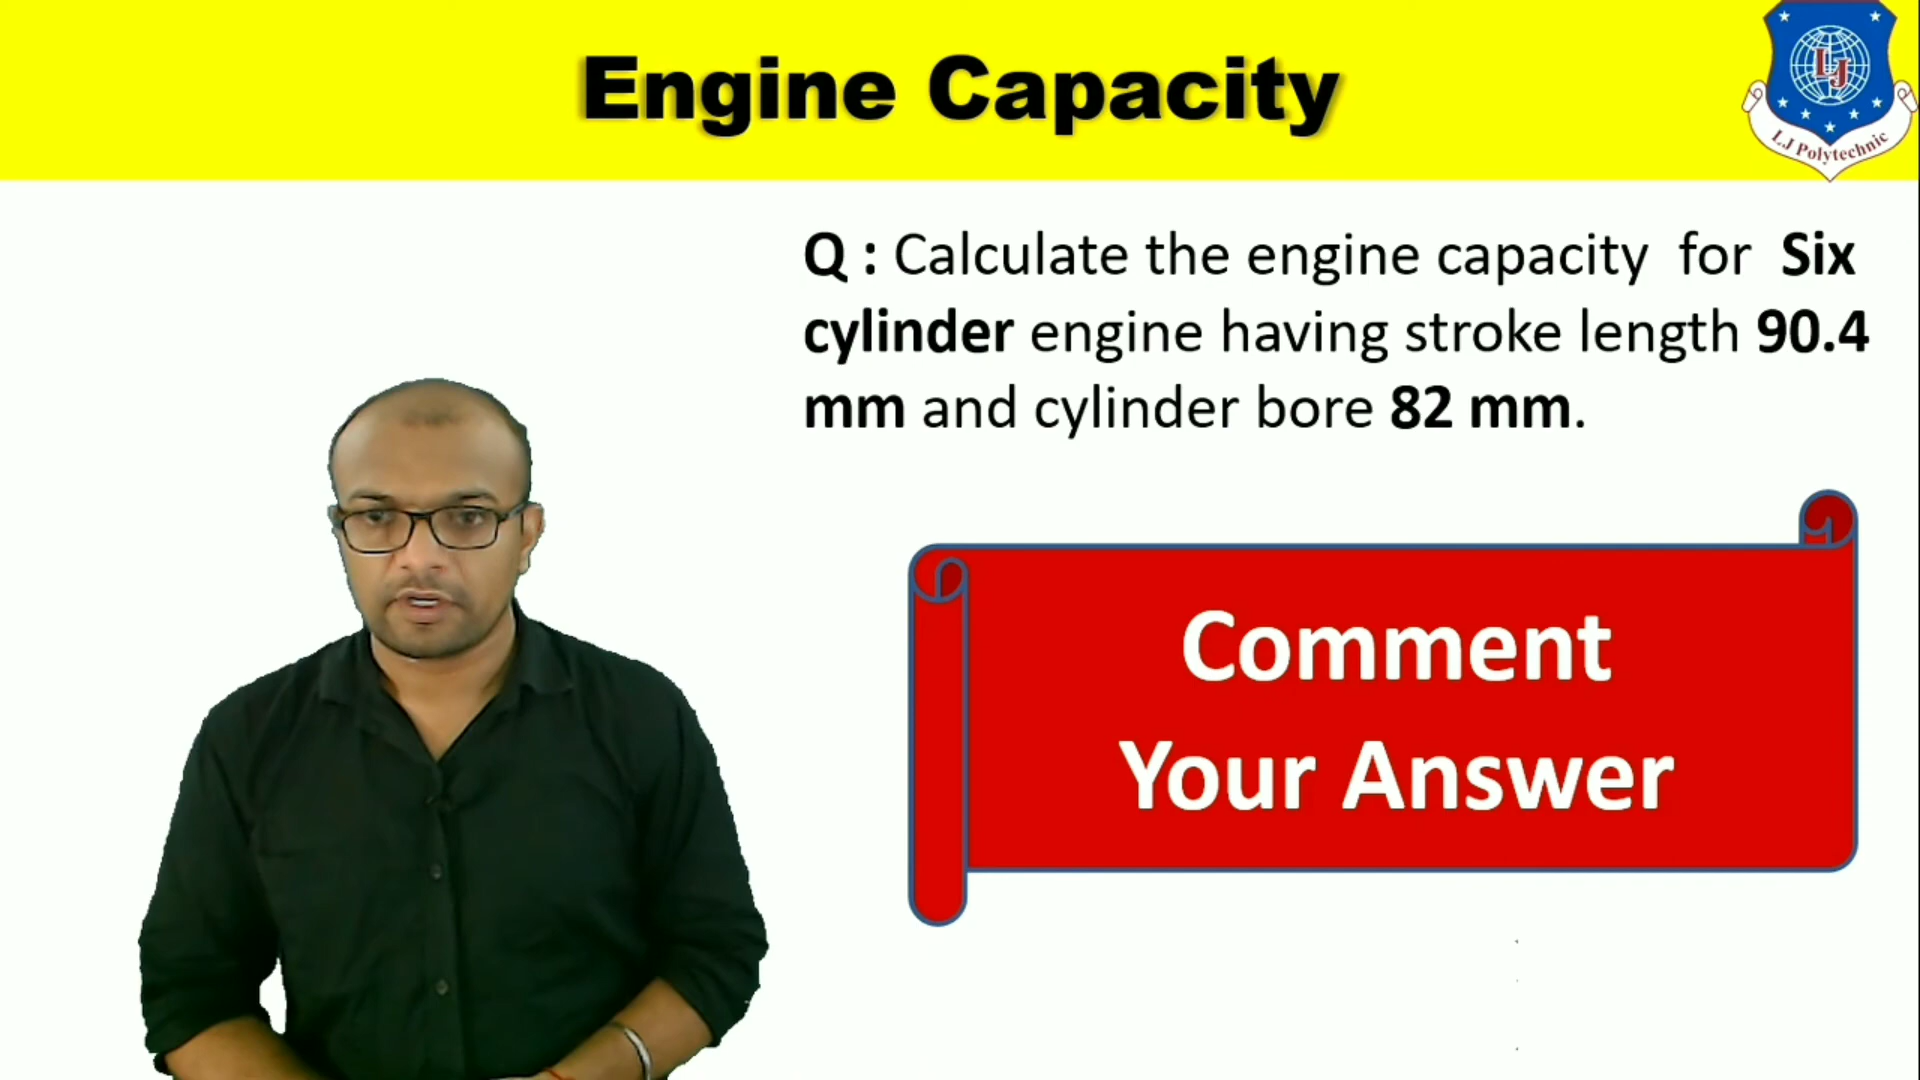 Engine Capacity
LJ
L.J Polytechnic
Q : Calculate the engine capacity for Six
cylinder engine having stroke length 90.4
mm and cylinder bore 82 mm.
Comment
Your Answer